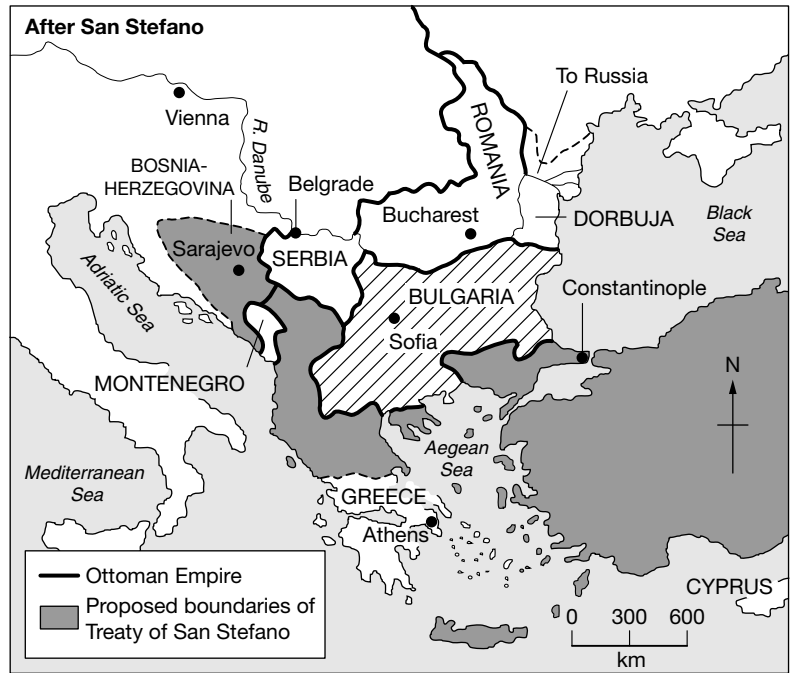 After San Stefano
To Russia
Vienna
R. Danube
ROMANIA
BOSNIA-
HERZEGOVINA
Belgrade
Bucharest
DORBUJA
Black
Sea
Sarajevo
SERBIA
Adriatic Sea
BULGARIA
Constantinople
Sofia
MONTENEGRO
N
Aegean
Sea
Mediterranean
Sea
GREECE
Athens
Ottoman Empire
Proposed boundaries of
Treaty of San Stefano
CYPRUS
0 300 600
km